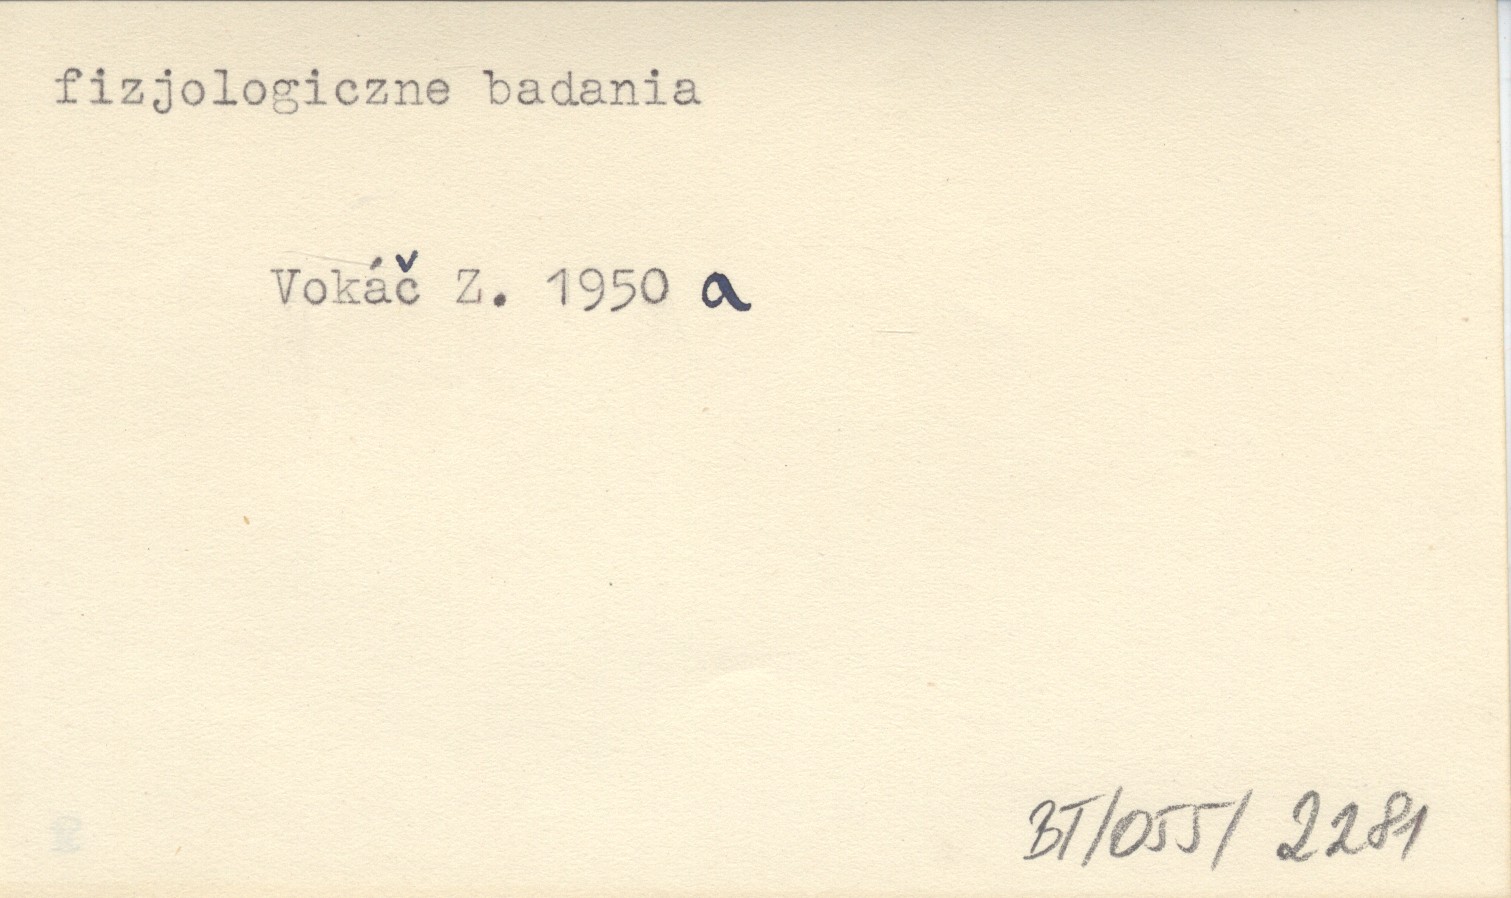 fizjologiczne badania
Vokáč Z. 1950 a
BT/055/ 2281